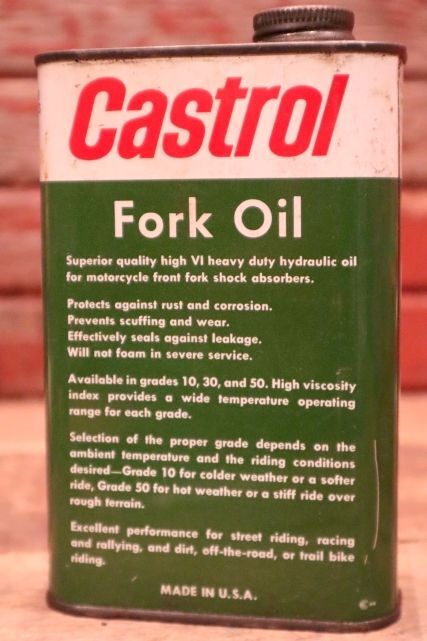 Castrol
Fork Oil
Superior quality high VI heavy duty hydraulic oil
for motorcycle front fork shock absorbers.
Protects against rust and corrosion.
Prevents scuffing and wear.
Effectively seals against leakage.
Will not foam in severe service.
Available in grades 10, 30, and 50. High viscosity
index provides a wide temperature operating
range for each grade.
Selection of the proper grade depends on the
ambient temperature and the riding conditions
desired—Grade 10 for colder weather or a softer
ride, Grade 50 for hot weather or a stiff ride over
rough terrain.
Excellent performance for street riding, racing
and rallying, and dirt, off-the-road, or trail bike
riding.
MADE IN U.S.A.